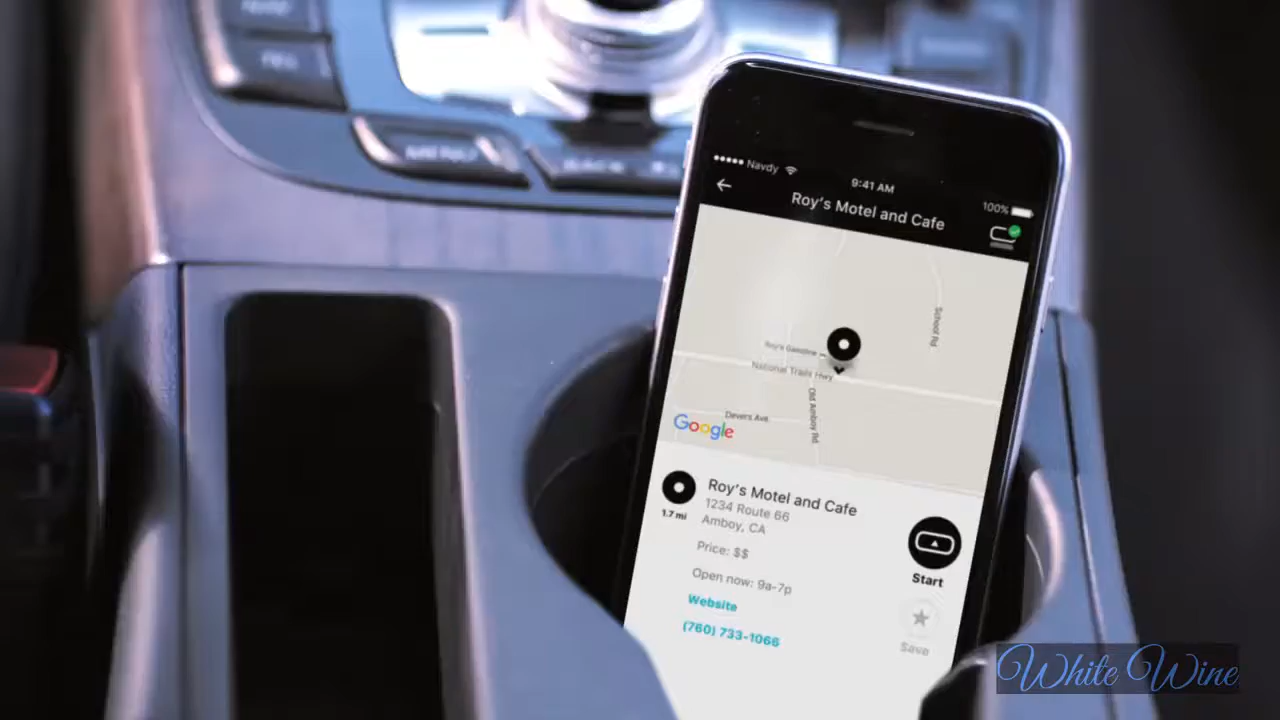 MENU
BACK
Navdy
9:41 AM
100%
Roy's Motel and Cafe
School Rd.
Roy's Gasoline
National Trails Hwy
Old Amboy Rd
Devers Ave
Google
Roy's Motel and Cafe
1.7 mi
1234 Route 66
Amboy, CA
Price: $$
Open now: 9a-7p
Start
Website
(760) 733-1066
Save
White Wine